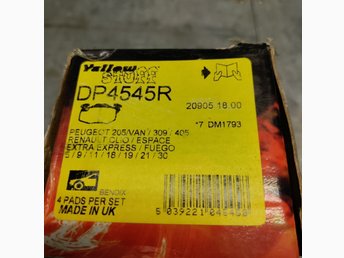 Yellow
STUFF
DP4545R
20905 18.00
*7 DM1793
PEUGEOT 205/VAN / 309 / 405
RENAULT CLIO / ESPACE
EXTRA EXPRESS / FUEGO
5 / 9 / 11 / 18 / 19 / 21 / 30
BENDIX
4 PADS PER SET
MADE IN UK